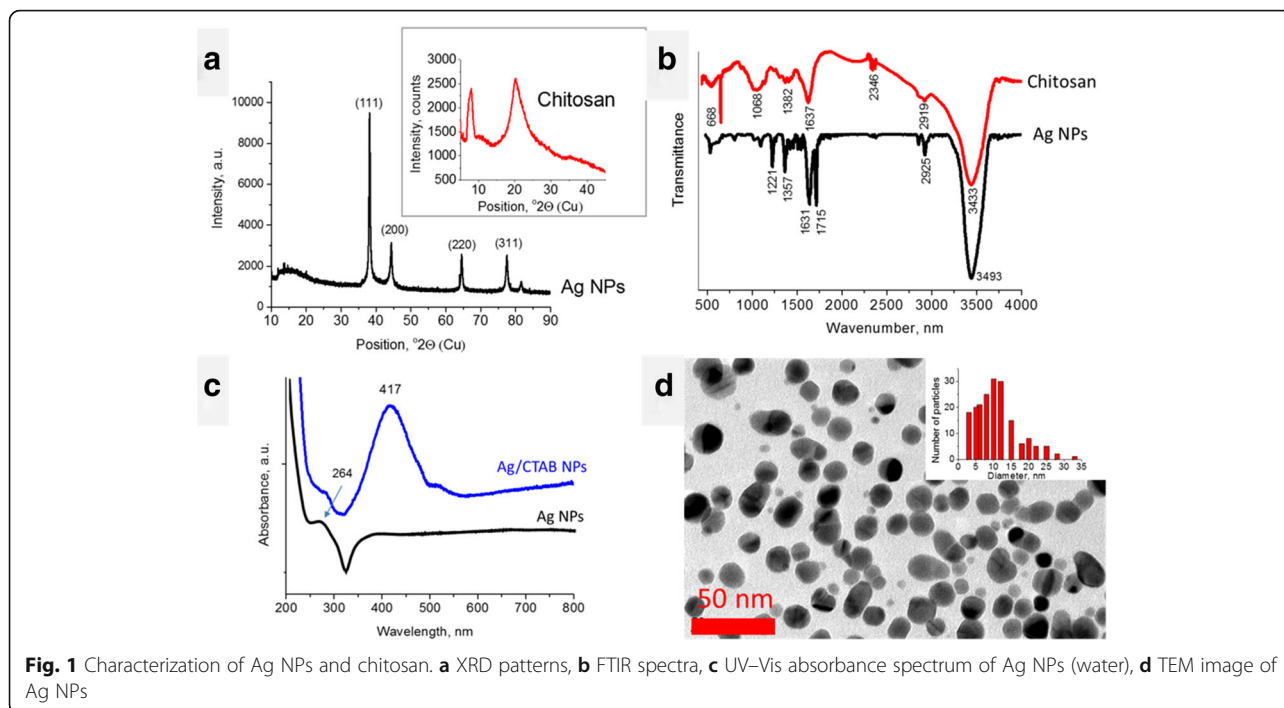 a
Intensity, a.u.
10000
8000
6000
4000
2000
0
(111)
(200)
(220)
(311)
Ag NPs
10 20 30 40 50 60 70 80 90
Position, °2Θ (Cu)
Intensity, counts
3000
2500
2000
1500
1000
500
Chitosan
10 20 30 40
Position, °2Θ (Cu)
b
Transmittance
Chitosan
Ag NPs
668
1068
1382
1637
2346
2919
3433
1221
1357
1631
1715
2925
3493
500 1000 1500 2000 2500 3000 3500 4000
Wavenumber, nm
c
Absorbance, a.u.
417
264
Ag/CTAB NPs
Ag NPs
200 300 400 500 600 700 800
Wavelength, nm
d
50 nm
Number of particles
30
20
10
0
0 5 10 15 20 25 30 35
Diameter, nm
Fig. 1 Characterization of Ag NPs and chitosan. a XRD patterns, b FTIR spectra, c UV–Vis absorbance spectrum of Ag NPs (water), d TEM image of
Ag NPs